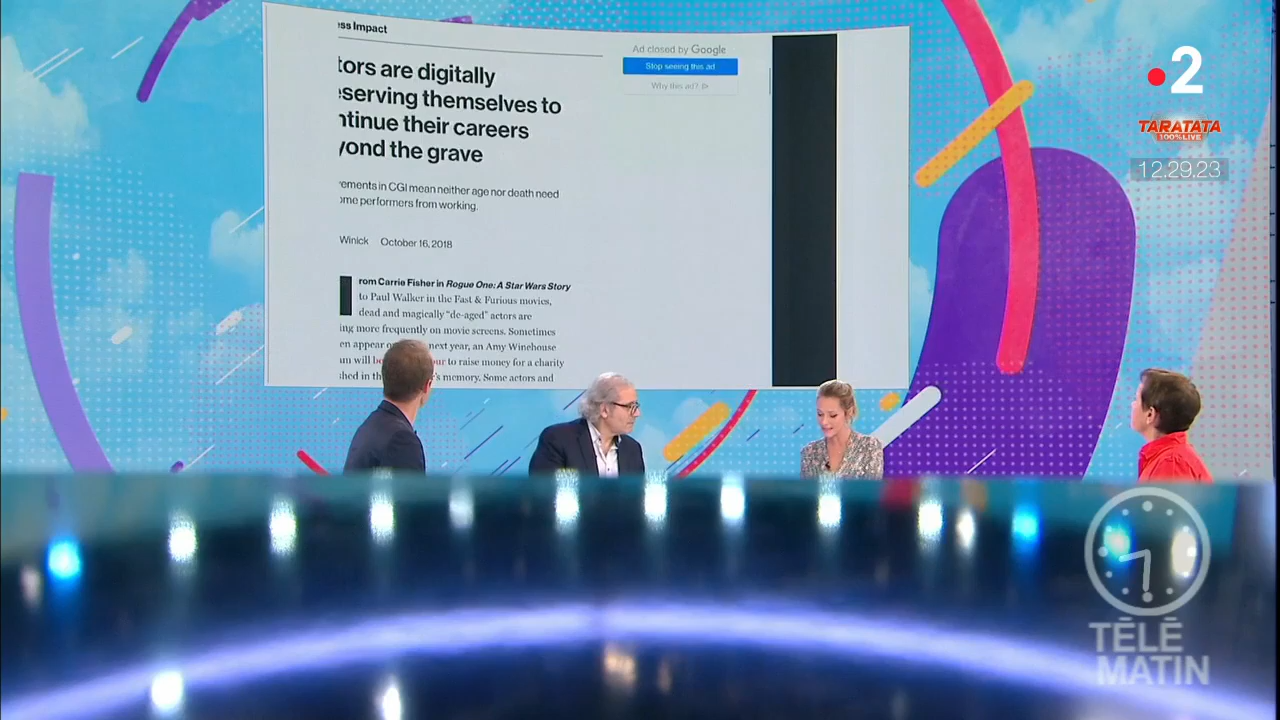 ess Impact
tors are digitally
eserving themselves to
ntinue their careers
yond the grave
ements in CGI mean neither age nor death need
ome performers from working.
Winick October 16, 2018
rom Carrie Fisher in Rogue One: A Star Wars Story
to Paul Walker in the Fast & Furious movies,
dead and magically "de-aged" actors are
ing more frequently on movie screens. Sometimes
en appear next year, an Amy Winehouse
will our to raise money for a charity
hed in th 's memory. Some actors and
Ad closed by Google
Stop seeing this ad
Why this ad?
2
TARATATA
100% LIVE
12.29.23
TÉLÉ
MATIN